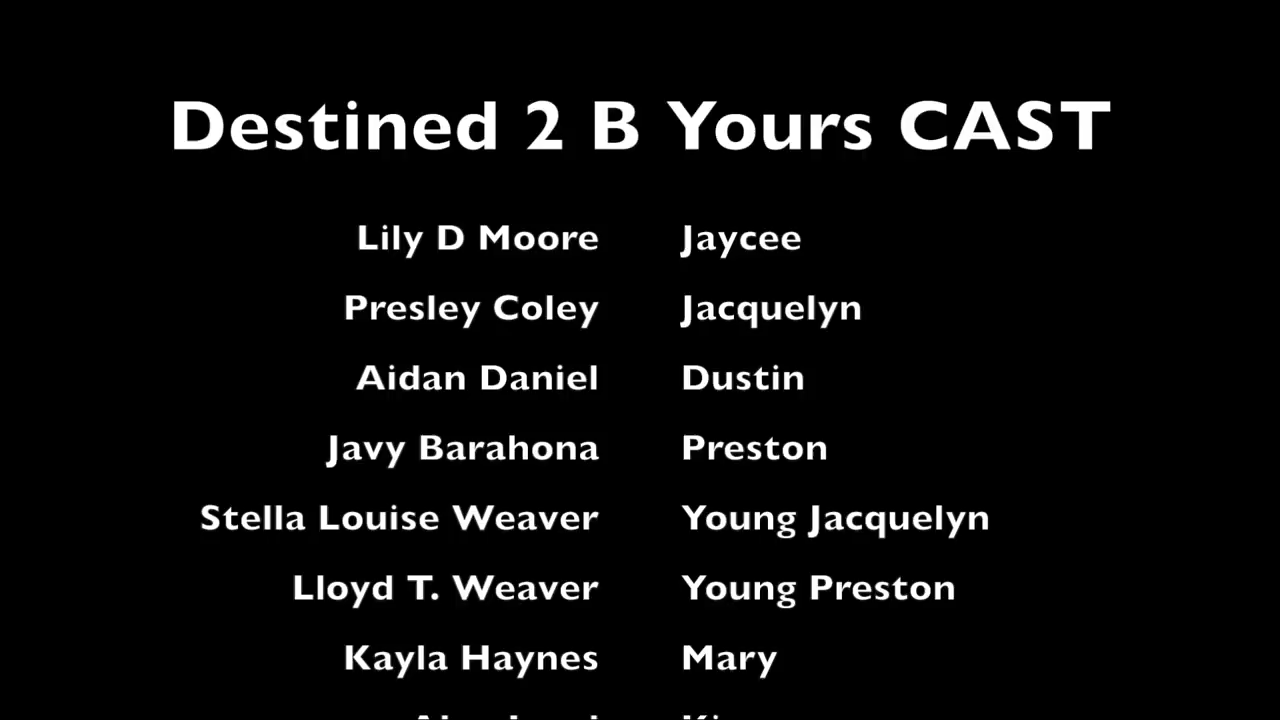 Destined 2 B Yours CAST
Lily D Moore Jaycee
Presley Coley Jacquelyn
Aidan Daniel Dustin
Javy Barahona Preston
Stella Louise Weaver Young Jacquelyn
Lloyd T. Weaver Young Preston
Kayla Haynes Mary